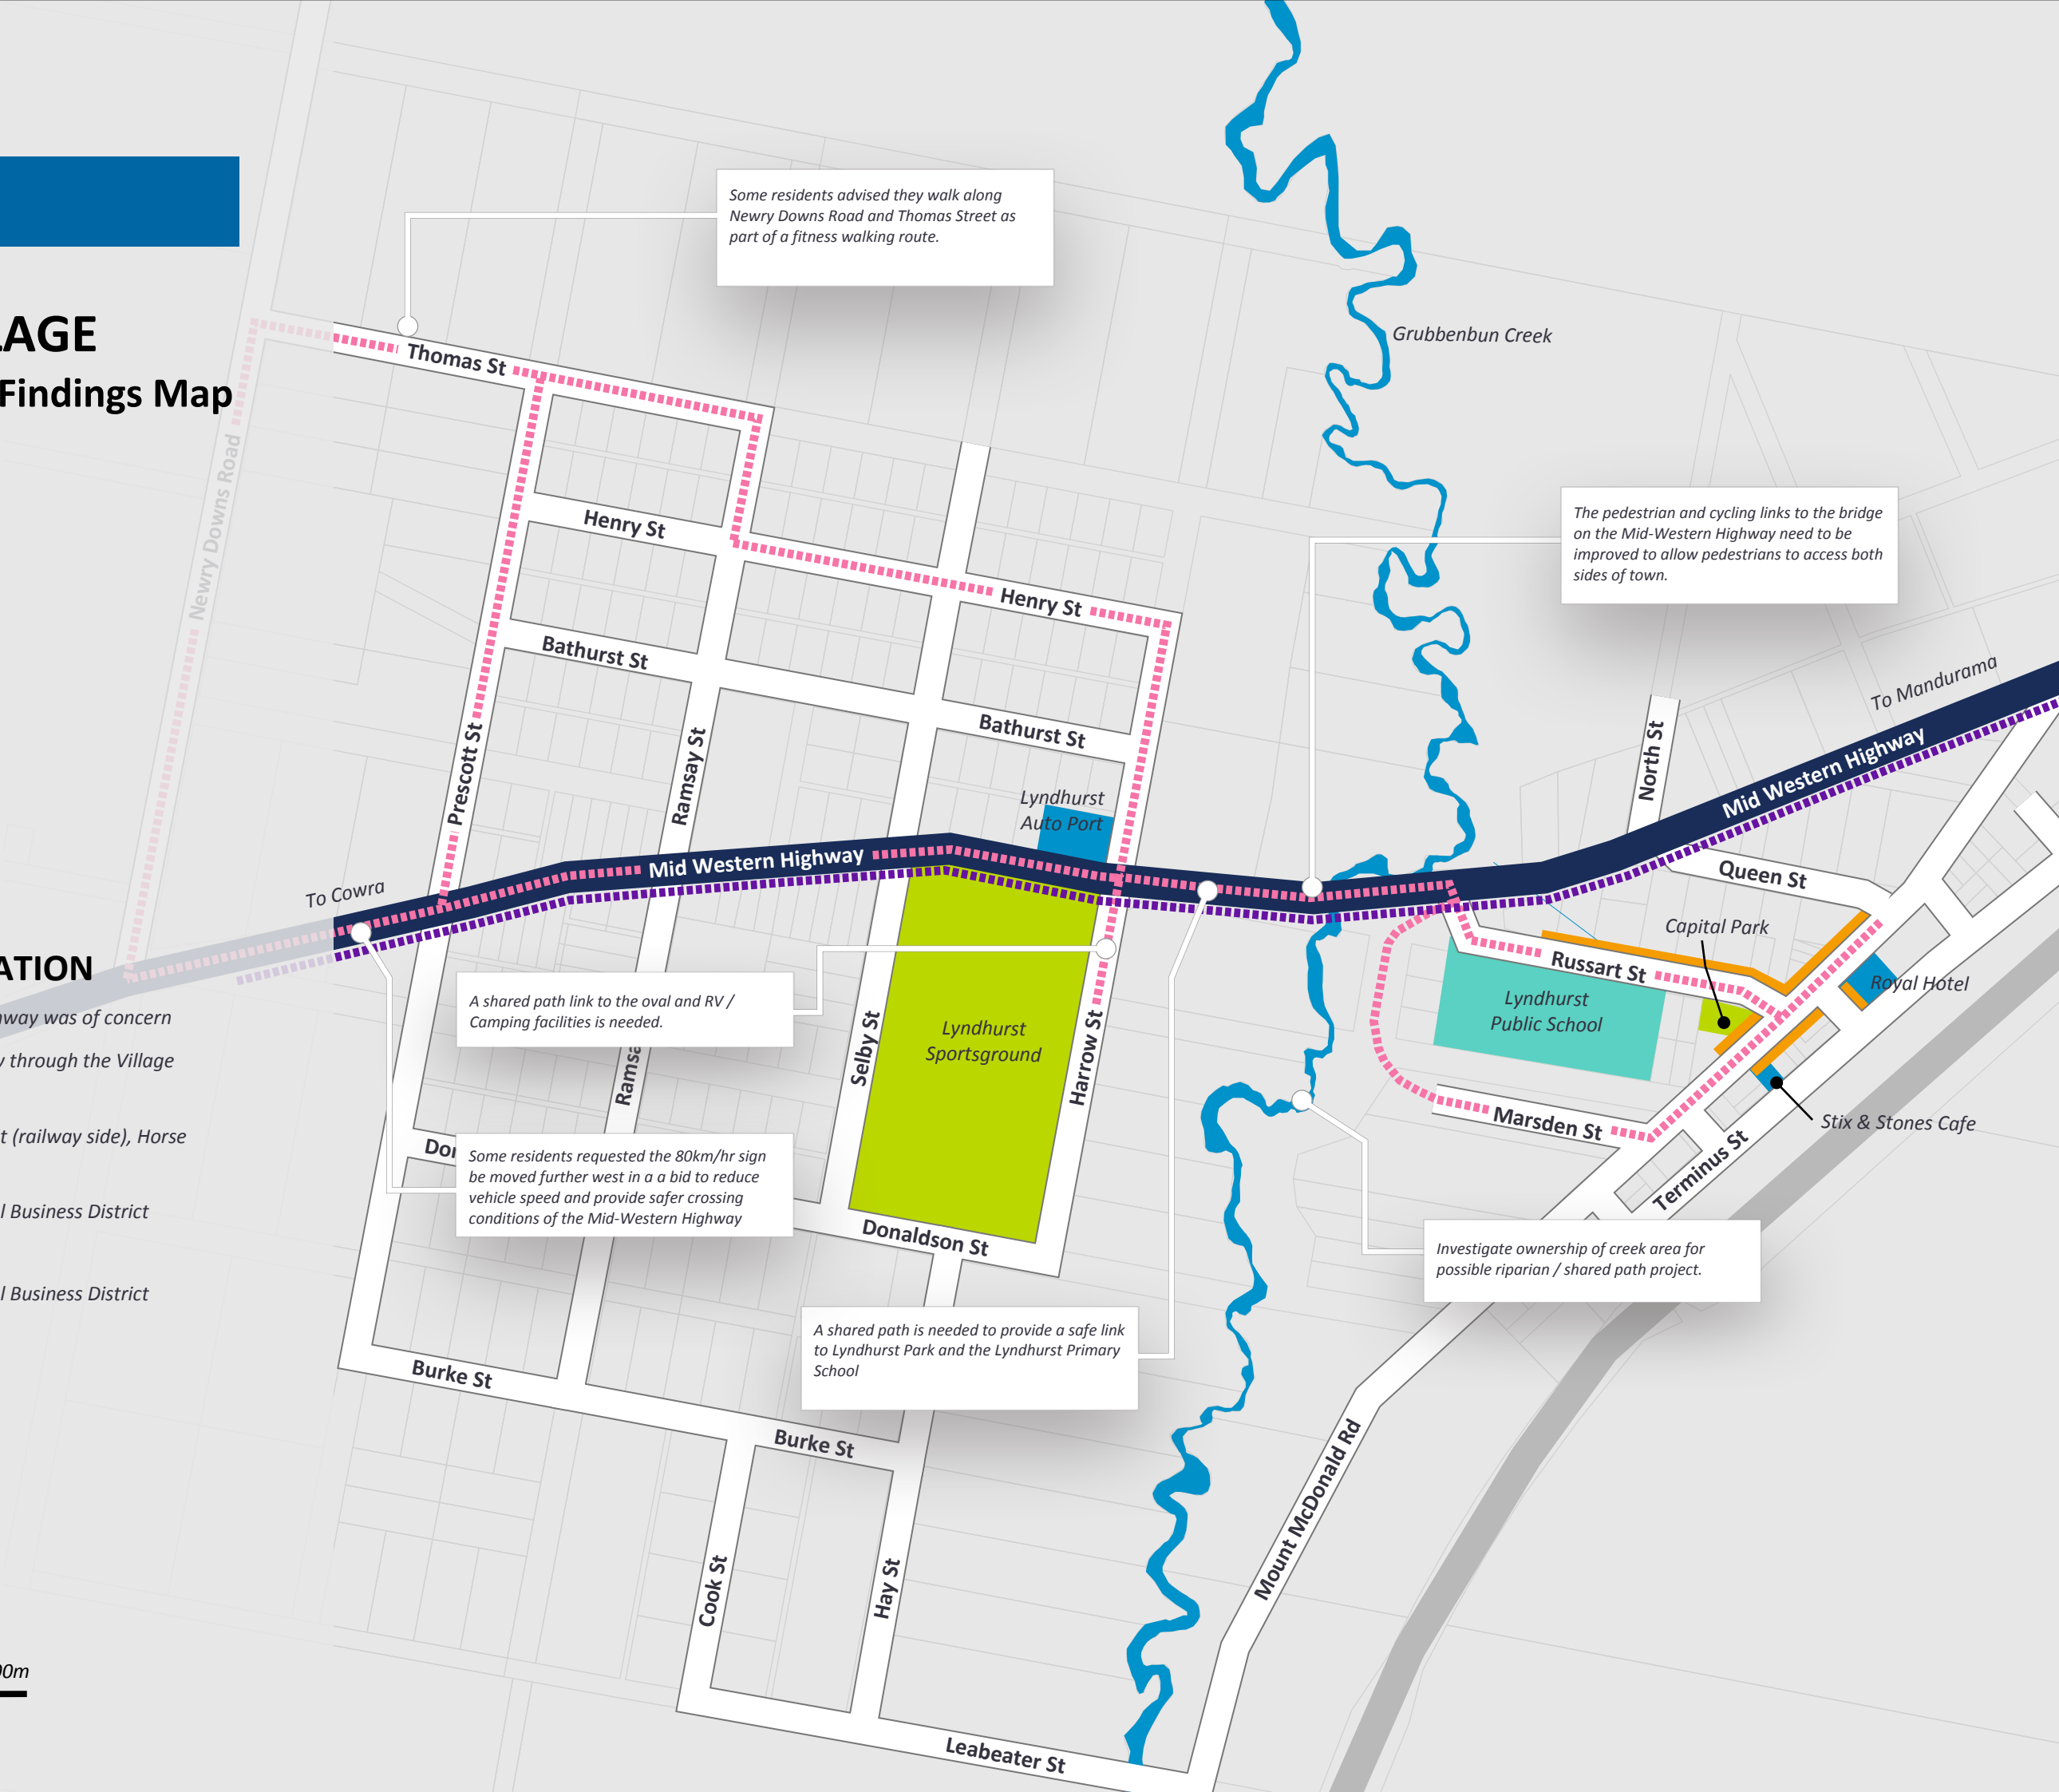 LAGE
Findings Map
ATION
hway was of concern
y through the Village
t (railway side), Horse
l Business District
l Business District
00m
Some residents advised they walk along
Newry Downs Road and Thomas Street as
part of a fitness walking route.
Grubbenbun Creek
Thomas St
Newry Downs Road
Henry St
Henry St
The pedestrian and cycling links to the bridge
on the Mid-Western Highway need to be
improved to allow pedestrians to access both
sides of town.
Bathurst St
Bathurst St
To Mandurama
Prescott St
Ramsay St
North St
Mid Western Highway
Lyndhurst
Auto Port
Mid Western Highway
To Cowra
Queen St
Capital Park
Russart St
Royal Hotel
A shared path link to the oval and RV /
Camping facilities is needed.
Lyndhurst
Public School
Lyndhurst
Sportsground
Selby St
Harrow St
Ramsa
Marsden St
Stix & Stones Cafe
Terminus St
Don
Some residents requested the 80km/hr sign
be moved further west in a a bid to reduce
vehicle speed and provide safer crossing
conditions of the Mid-Western Highway
Donaldson St
Investigate ownership of creek area for
possible riparian / shared path project.
A shared path is needed to provide a safe link
to Lyndhurst Park and the Lyndhurst Primary
School
Burke St
Burke St
Mount McDonald Rd
Cook St
Hay St
Leabeater St